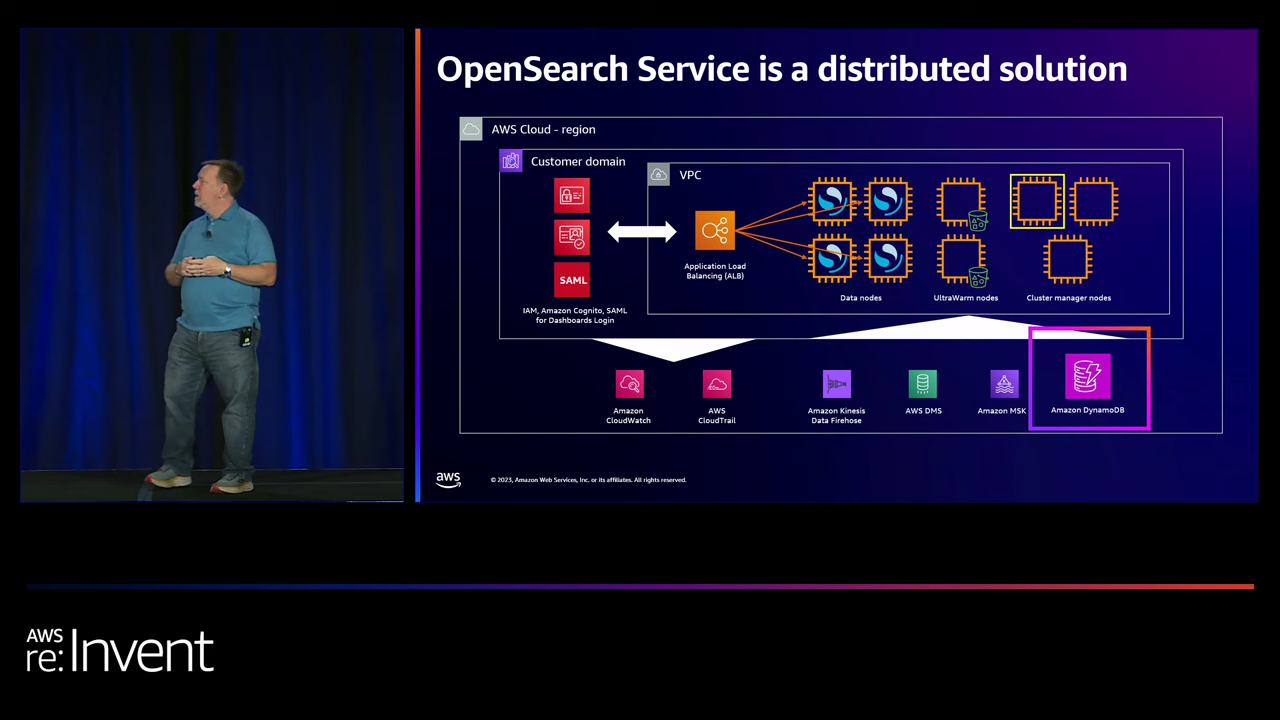 OpenSearch Service is a distributed solution
AWS Cloud - region
Customer domain
VPC
SAML
IAM, Amazon Cognito, SAML
for Dashboards Login
Application Load
Balancing (ALB)
Data nodes
UltraWarm nodes
Cluster manager nodes
Amazon
CloudWatch
AWS
CloudTrail
Amazon Kinesis
Data Firehose
AWS DMS
Amazon MSK
Amazon DynamoDB
aws
© 2023, Amazon Web Services, Inc. or its affiliates. All rights reserved.
AWS
re:Invent